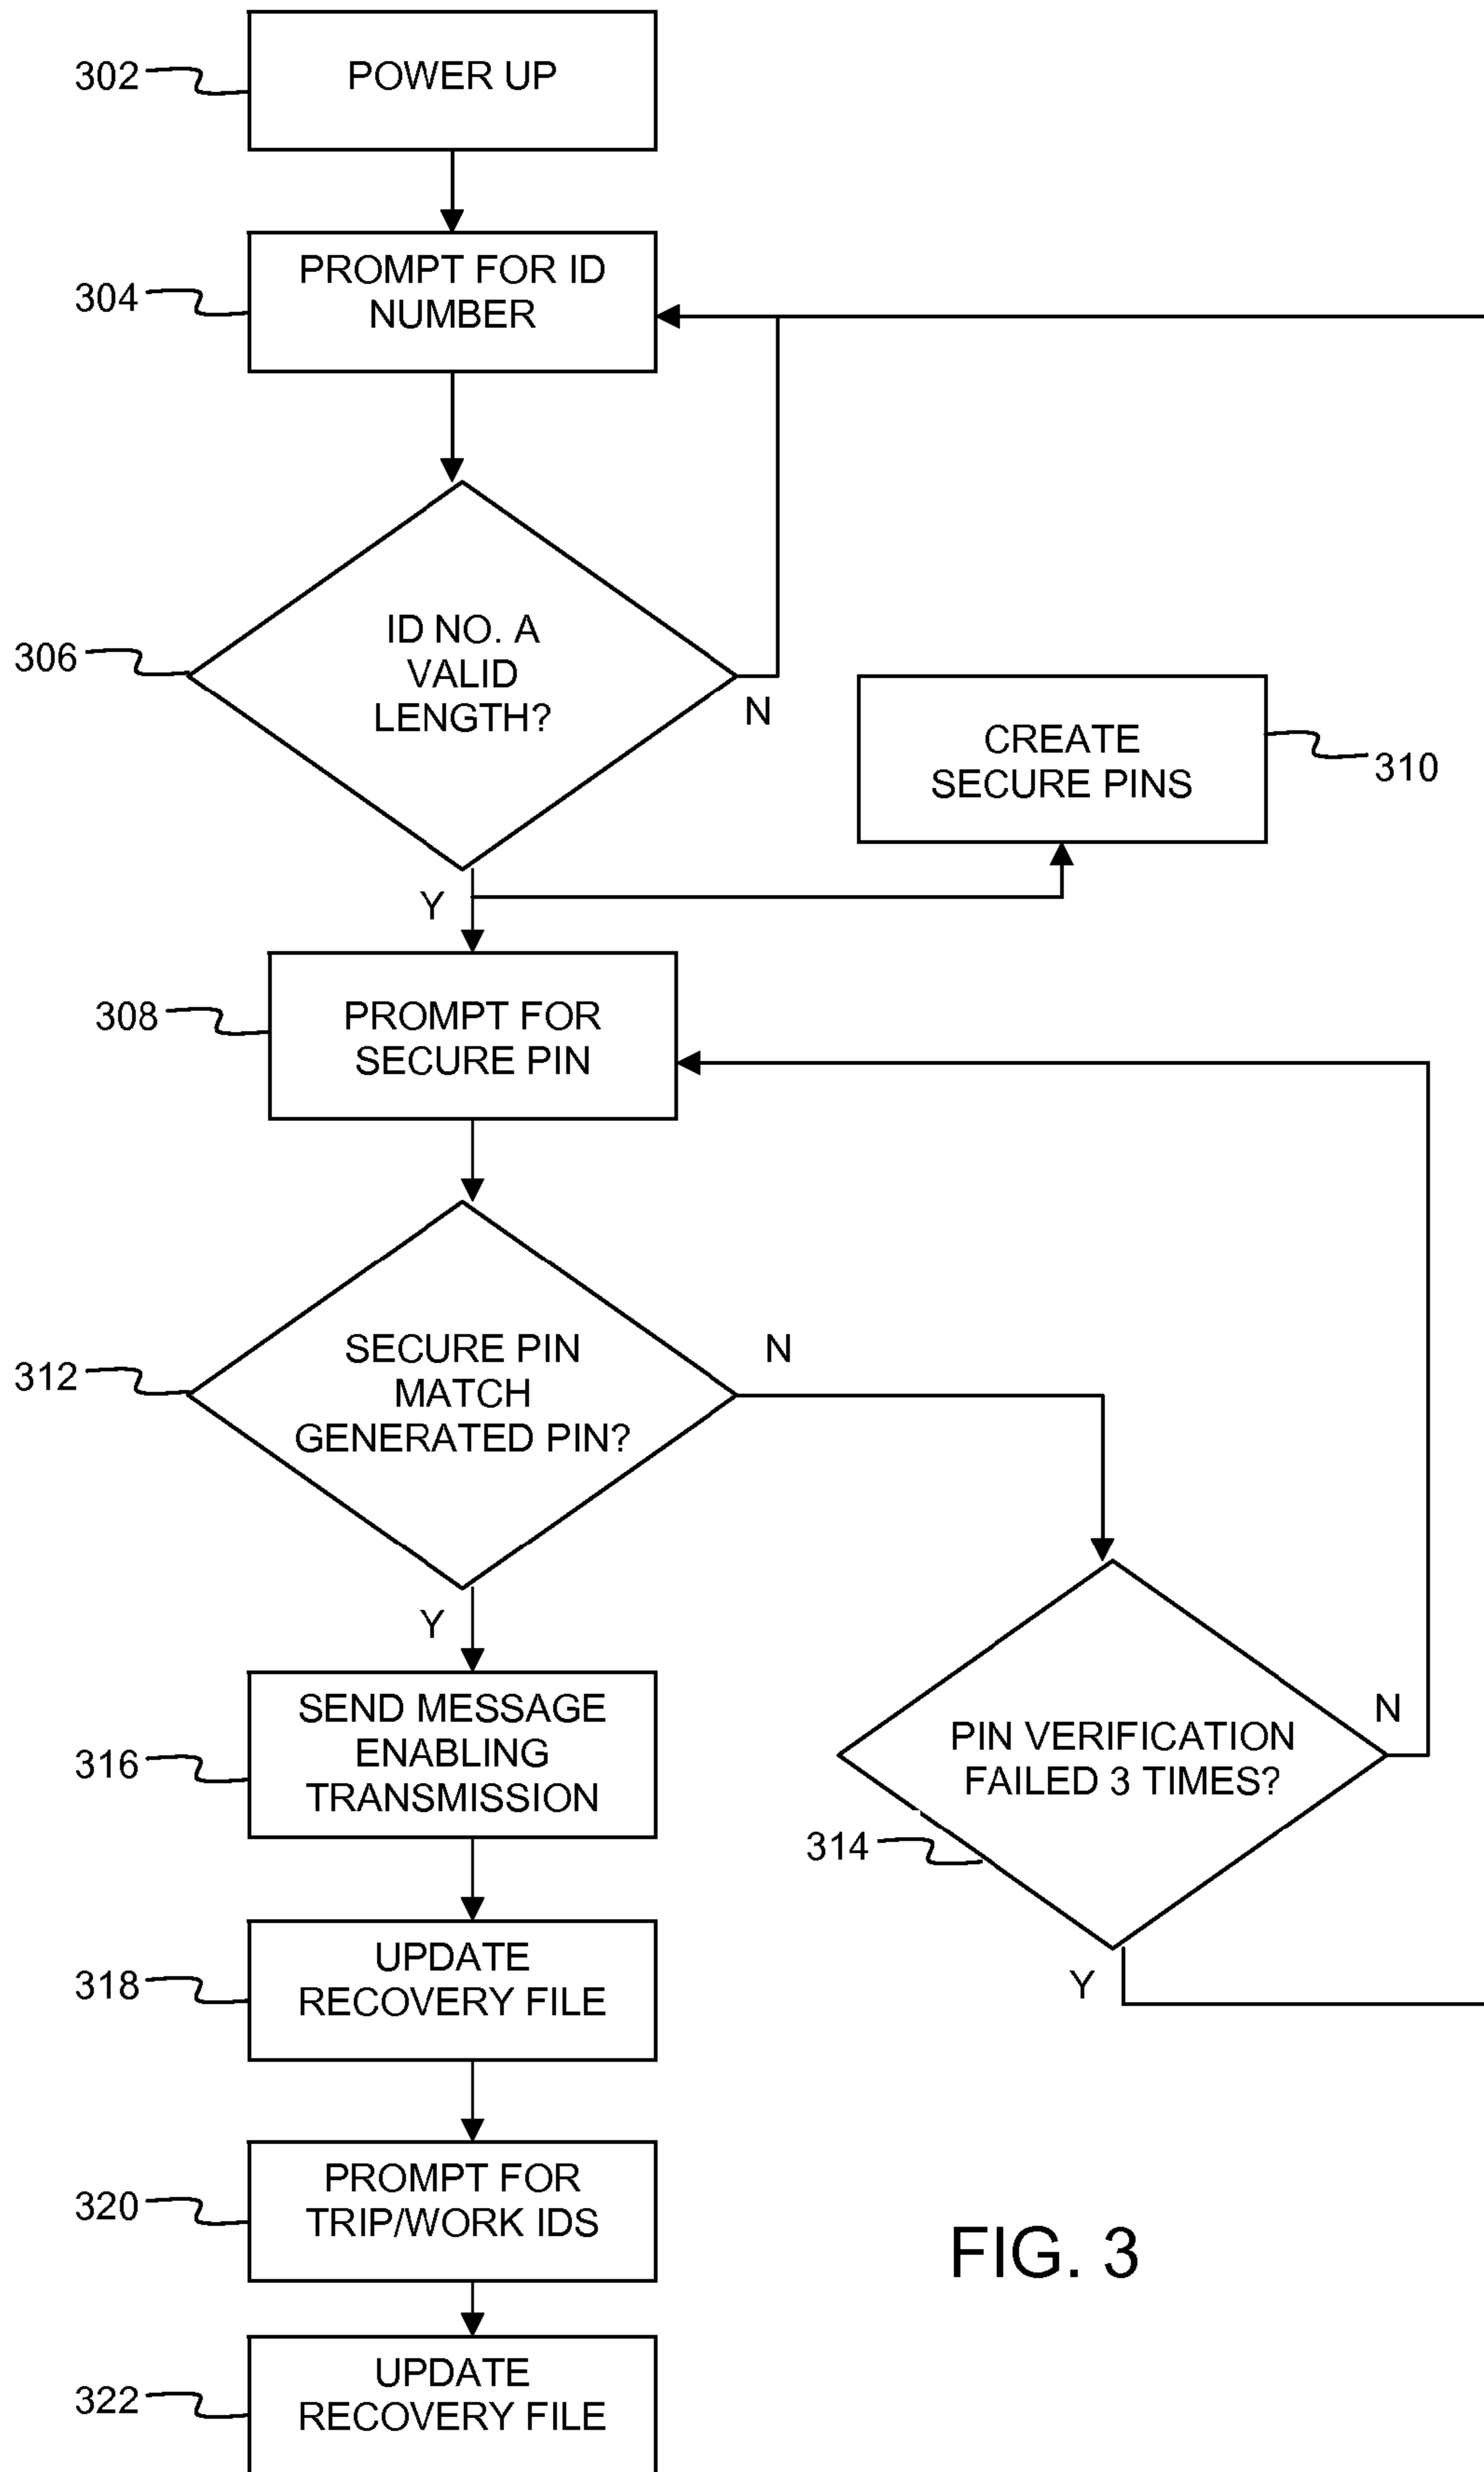 302
POWER UP
304
PROMPT FOR ID
NUMBER
306
ID NO. A
VALID
LENGTH?
N
CREATE
SECURE PINS
310
Y
308
PROMPT FOR
SECURE PIN
312
SECURE PIN
MATCH
GENERATED PIN?
N
Y
316
SEND MESSAGE
ENABLING
TRANSMISSION
PIN VERIFICATION
FAILED 3 TIMES?
N
314
Y
318
UPDATE
RECOVERY FILE
320
PROMPT FOR
TRIP/WORK IDS
FIG. 3
322
UPDATE
RECOVERY FILE